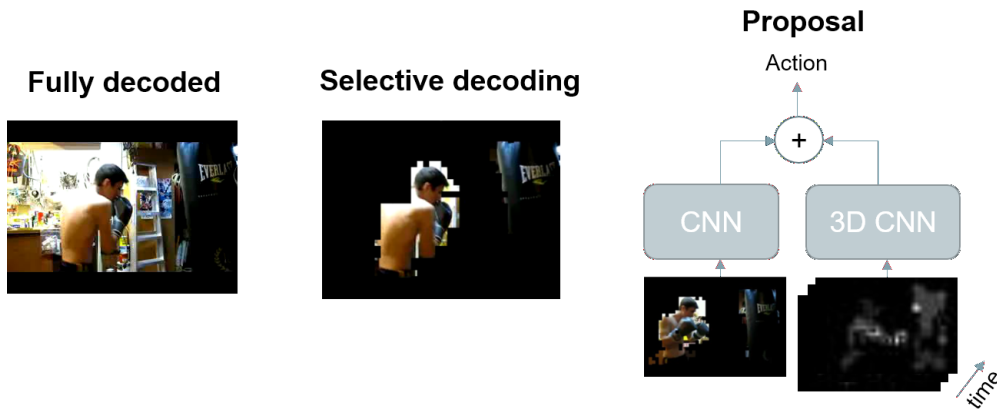 Proposal
Action
Fully decoded
Selective decoding
+
EVERLAST
CNN
3D CNN
time